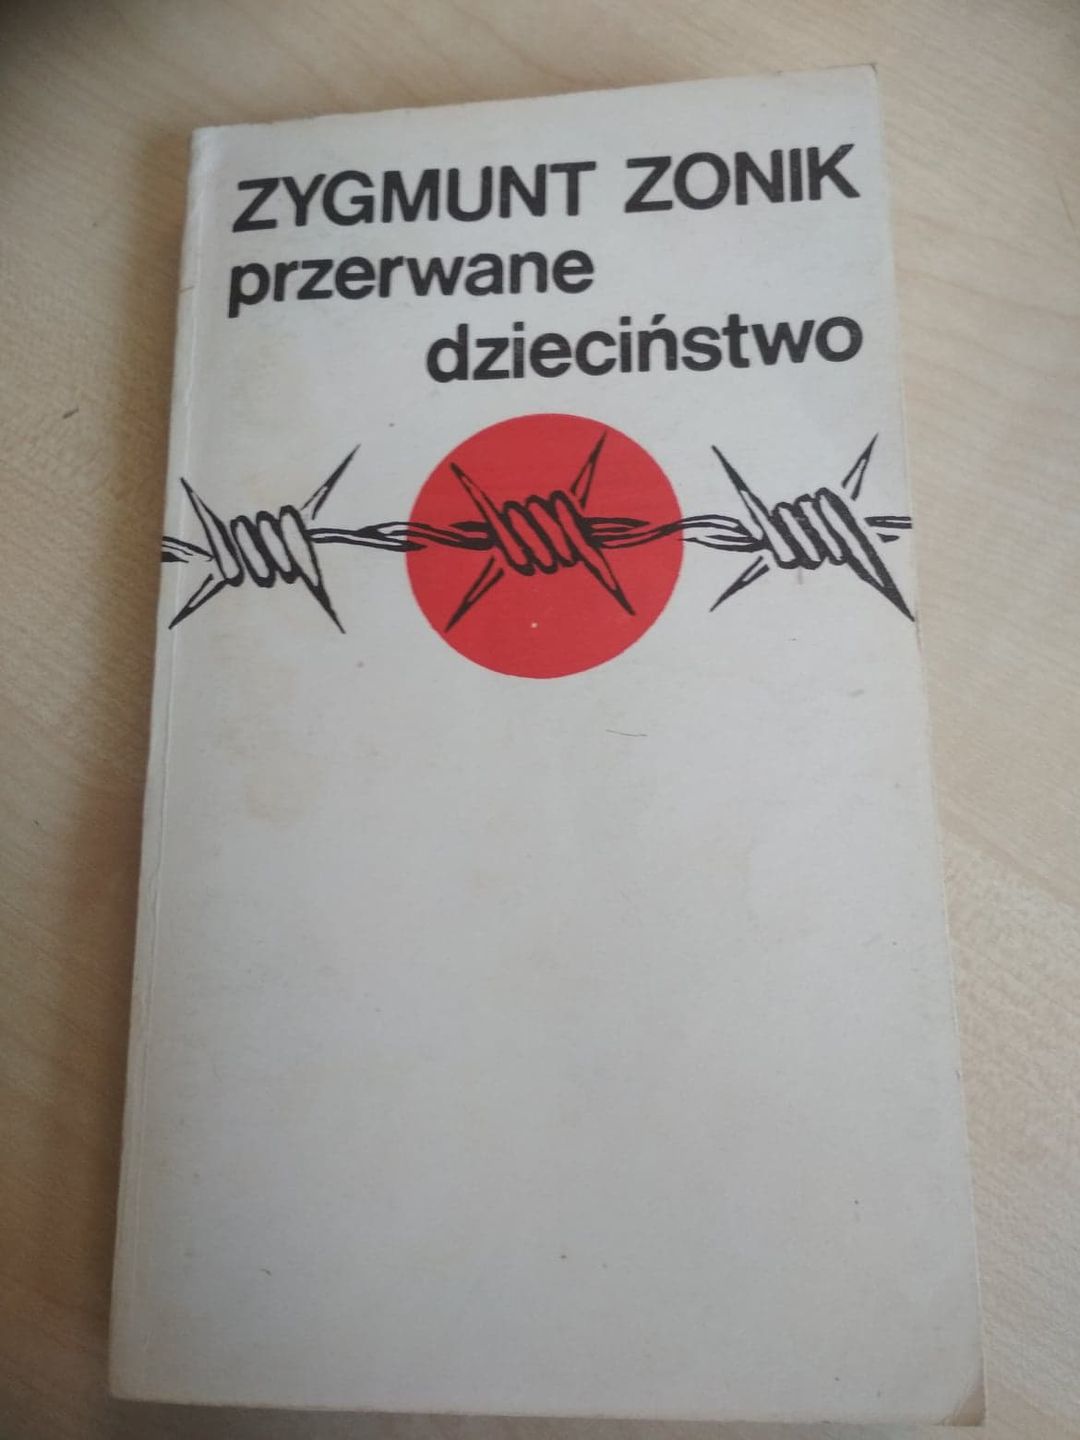 ZYGMUNT ZONIK
przerwane
dzieciństwo